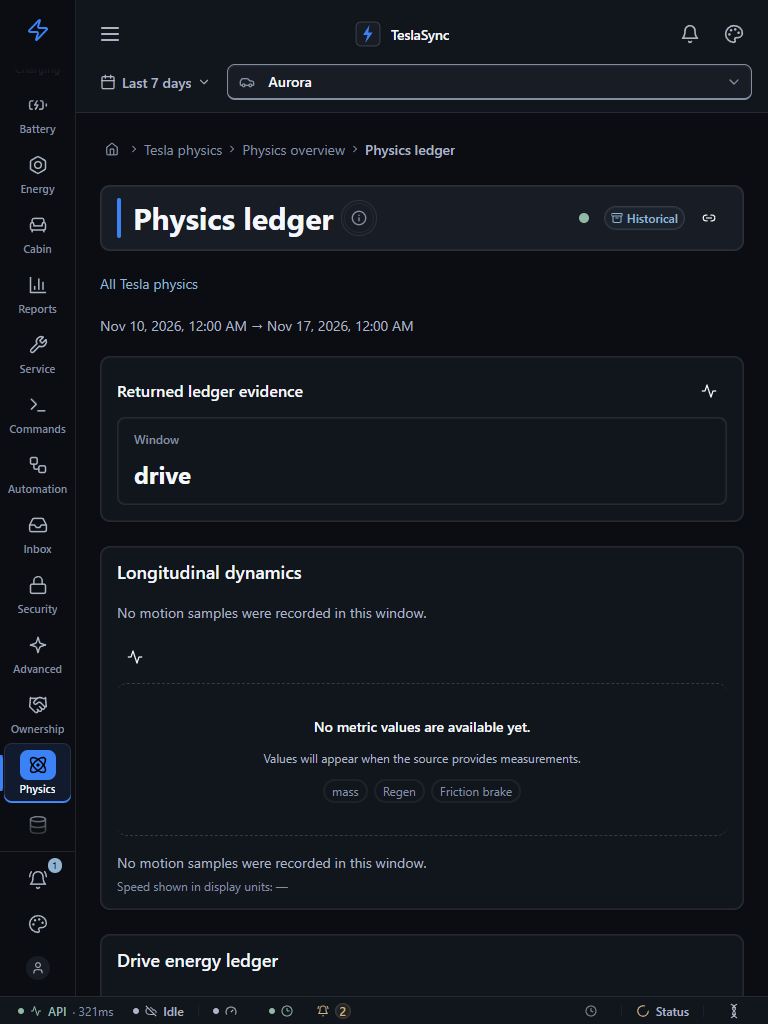 TeslaSync
Last 7 days
Aurora
Charging
Battery
Energy
Cabin
Reports
Service
Commands
Automation
Inbox
Security
Advanced
Ownership
Physics
1
Tesla physics
Physics overview
Physics ledger
Physics ledger
Historical
All Tesla physics
Nov 10, 2026, 12:00 AM → Nov 17, 2026, 12:00 AM
Returned ledger evidence
Window
drive
Longitudinal dynamics
No motion samples were recorded in this window.
No metric values are available yet.
Values will appear when the source provides measurements.
mass Regen Friction brake
No motion samples were recorded in this window.
Speed shown in display units: —
Drive energy ledger
API · 321ms Idle 2 Status